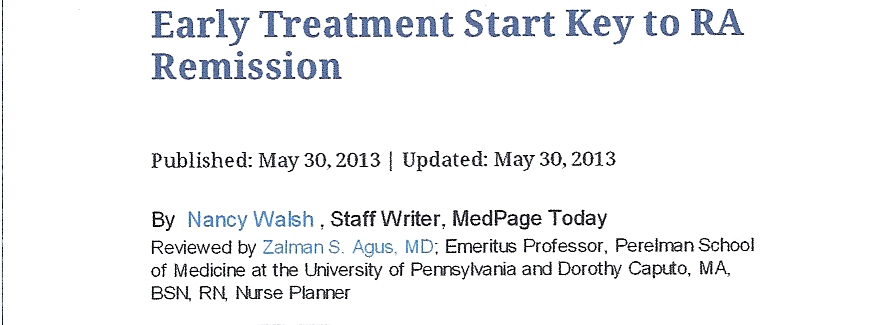 Early Treatment Start Key to RA
Remission
Published: May 30, 2013 | Updated: May 30, 2013
By Nancy Walsh , Staff Writer, MedPage Today
Reviewed by Zalman S. Agus, MD; Emeritus Professor, Perelman School
of Medicine at the University of Pennsylvania and Dorothy Caputo, MA,
BSN, RN, Nurse Planner